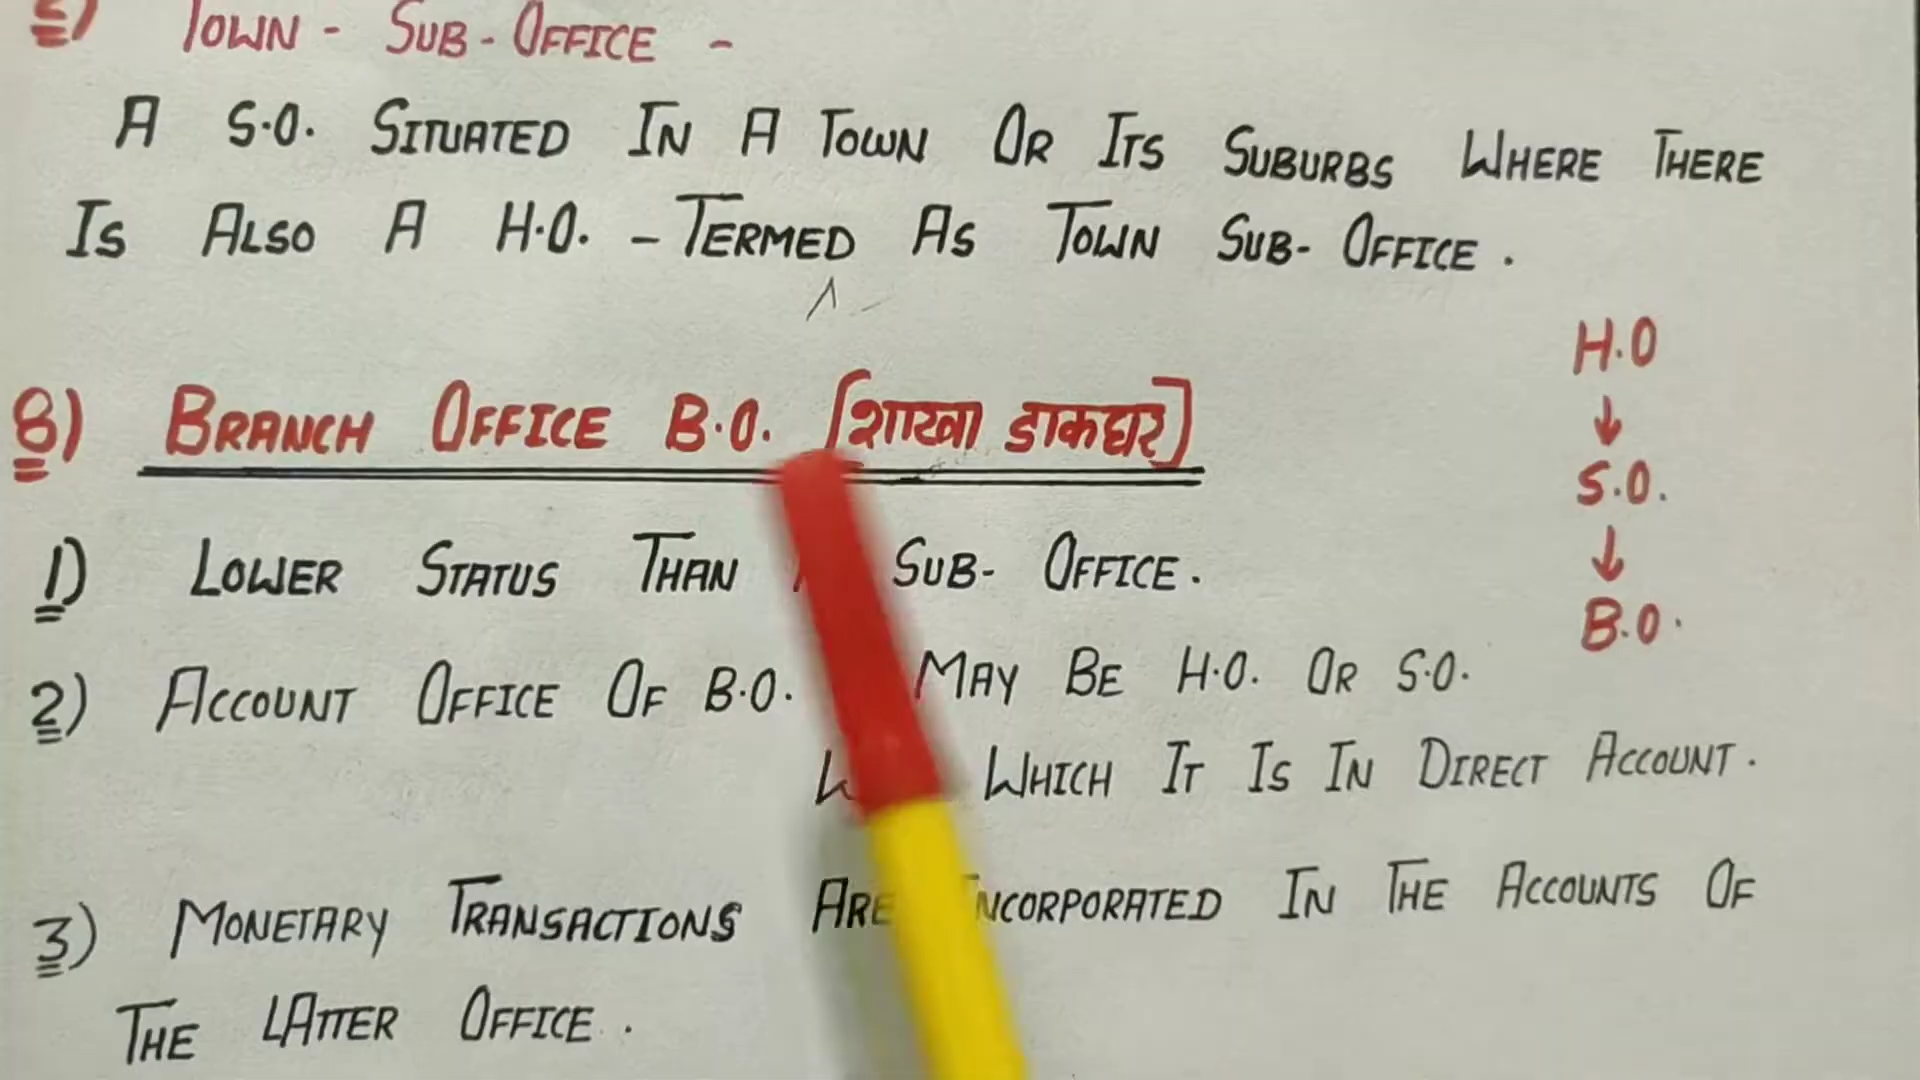 TOWN - SUB-OFFICE -
A S.O. SITUATED IN A TOWN OR ITS SUBURBS WHERE THERE
IS ALSO A H.O. - TERMED AS TOWN SUB-OFFICE.
8) BRANCH OFFICE B.O. [शाखा डाकघर]
1) LOWER STATUS THAN SUB-OFFICE.
2) ACCOUNT OFFICE OF B.O. MAY BE H.O. OR S.O.
WHICH IT IS IN DIRECT ACCOUNT.
3) MONETARY TRANSACTIONS ARE INCORPORATED IN THE ACCOUNTS OF
THE LATTER OFFICE.
H.O
↓
S.O.
↓
B.O.